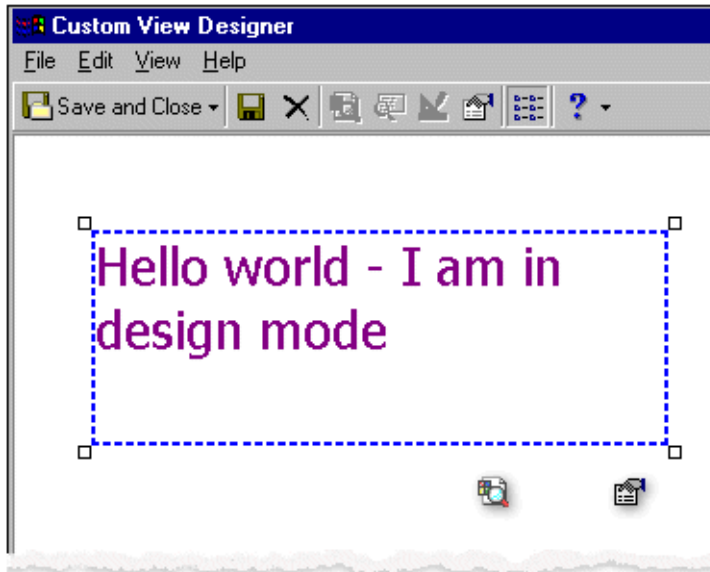 Custom View Designer
File Edit View Help
Save and Close
Hello world - I am in
design mode